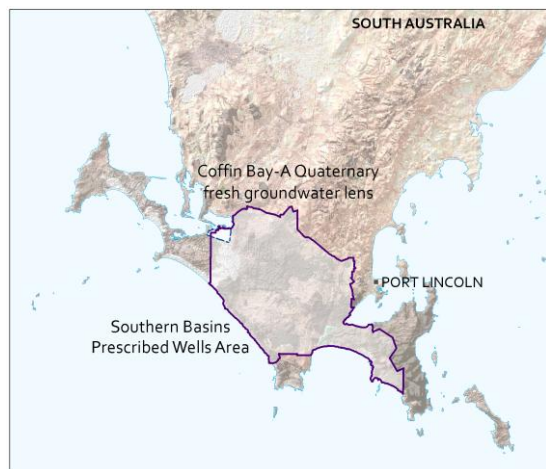 SOUTH AUSTRALIA
Coffin Bay-A Quaternary
fresh groundwater lens
PORT LINCOLN
Southern Basins
Prescribed Wells Area